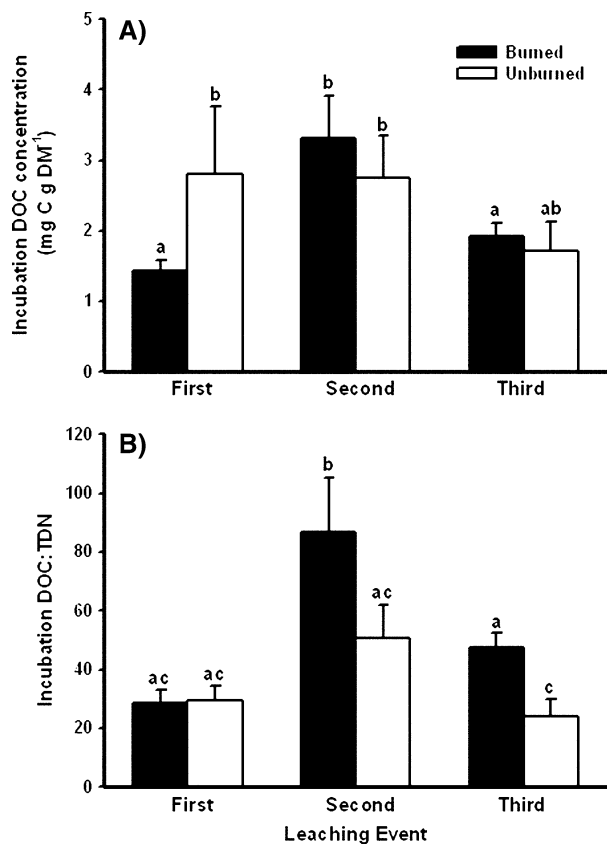 A)
Incubation DOC concentration
(mg C g DM-1)
5
4
3
2
1
0
Burned
Unburned
a b b b a ab
First Second Third
B)
Incubation DOC:TDN
120
100
80
60
40
20
0
ac ac b ac a c
First Second Third
Leaching Event